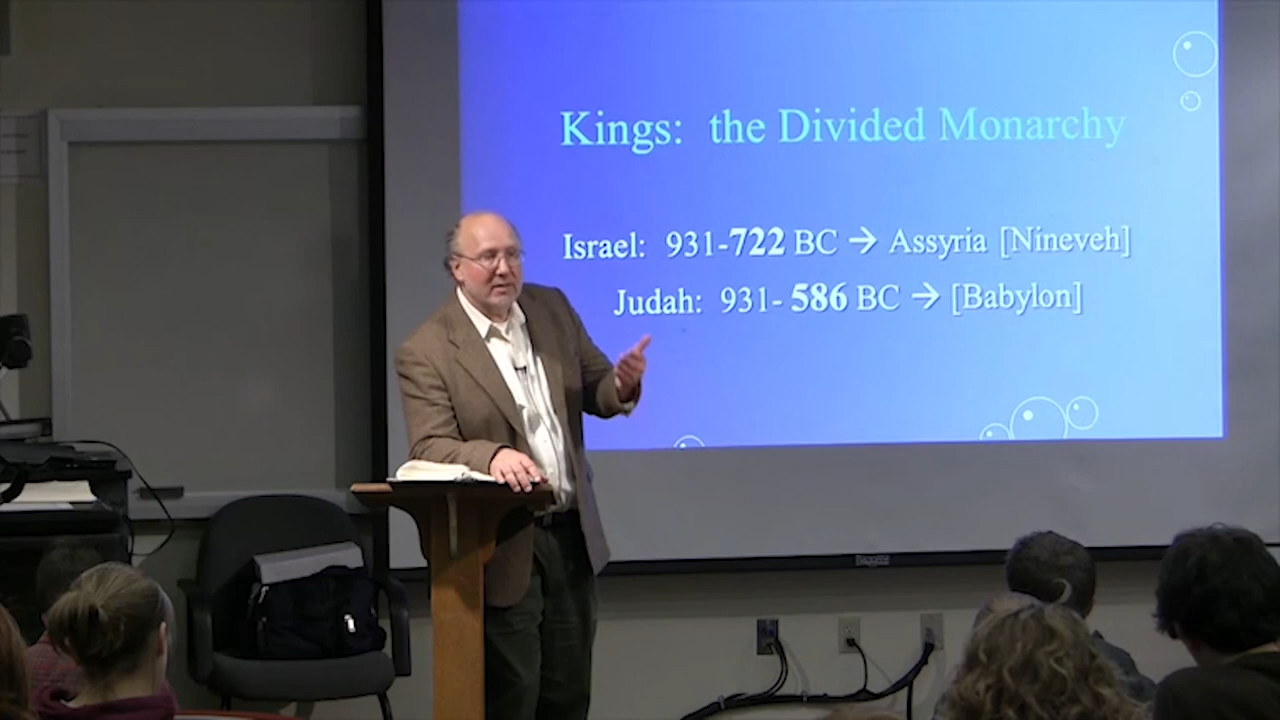 Kings: the Divided Monarchy
Israel: 931-722 BC → Assyria [Nineveh]
Judah: 931- 586 BC → [Babylon]